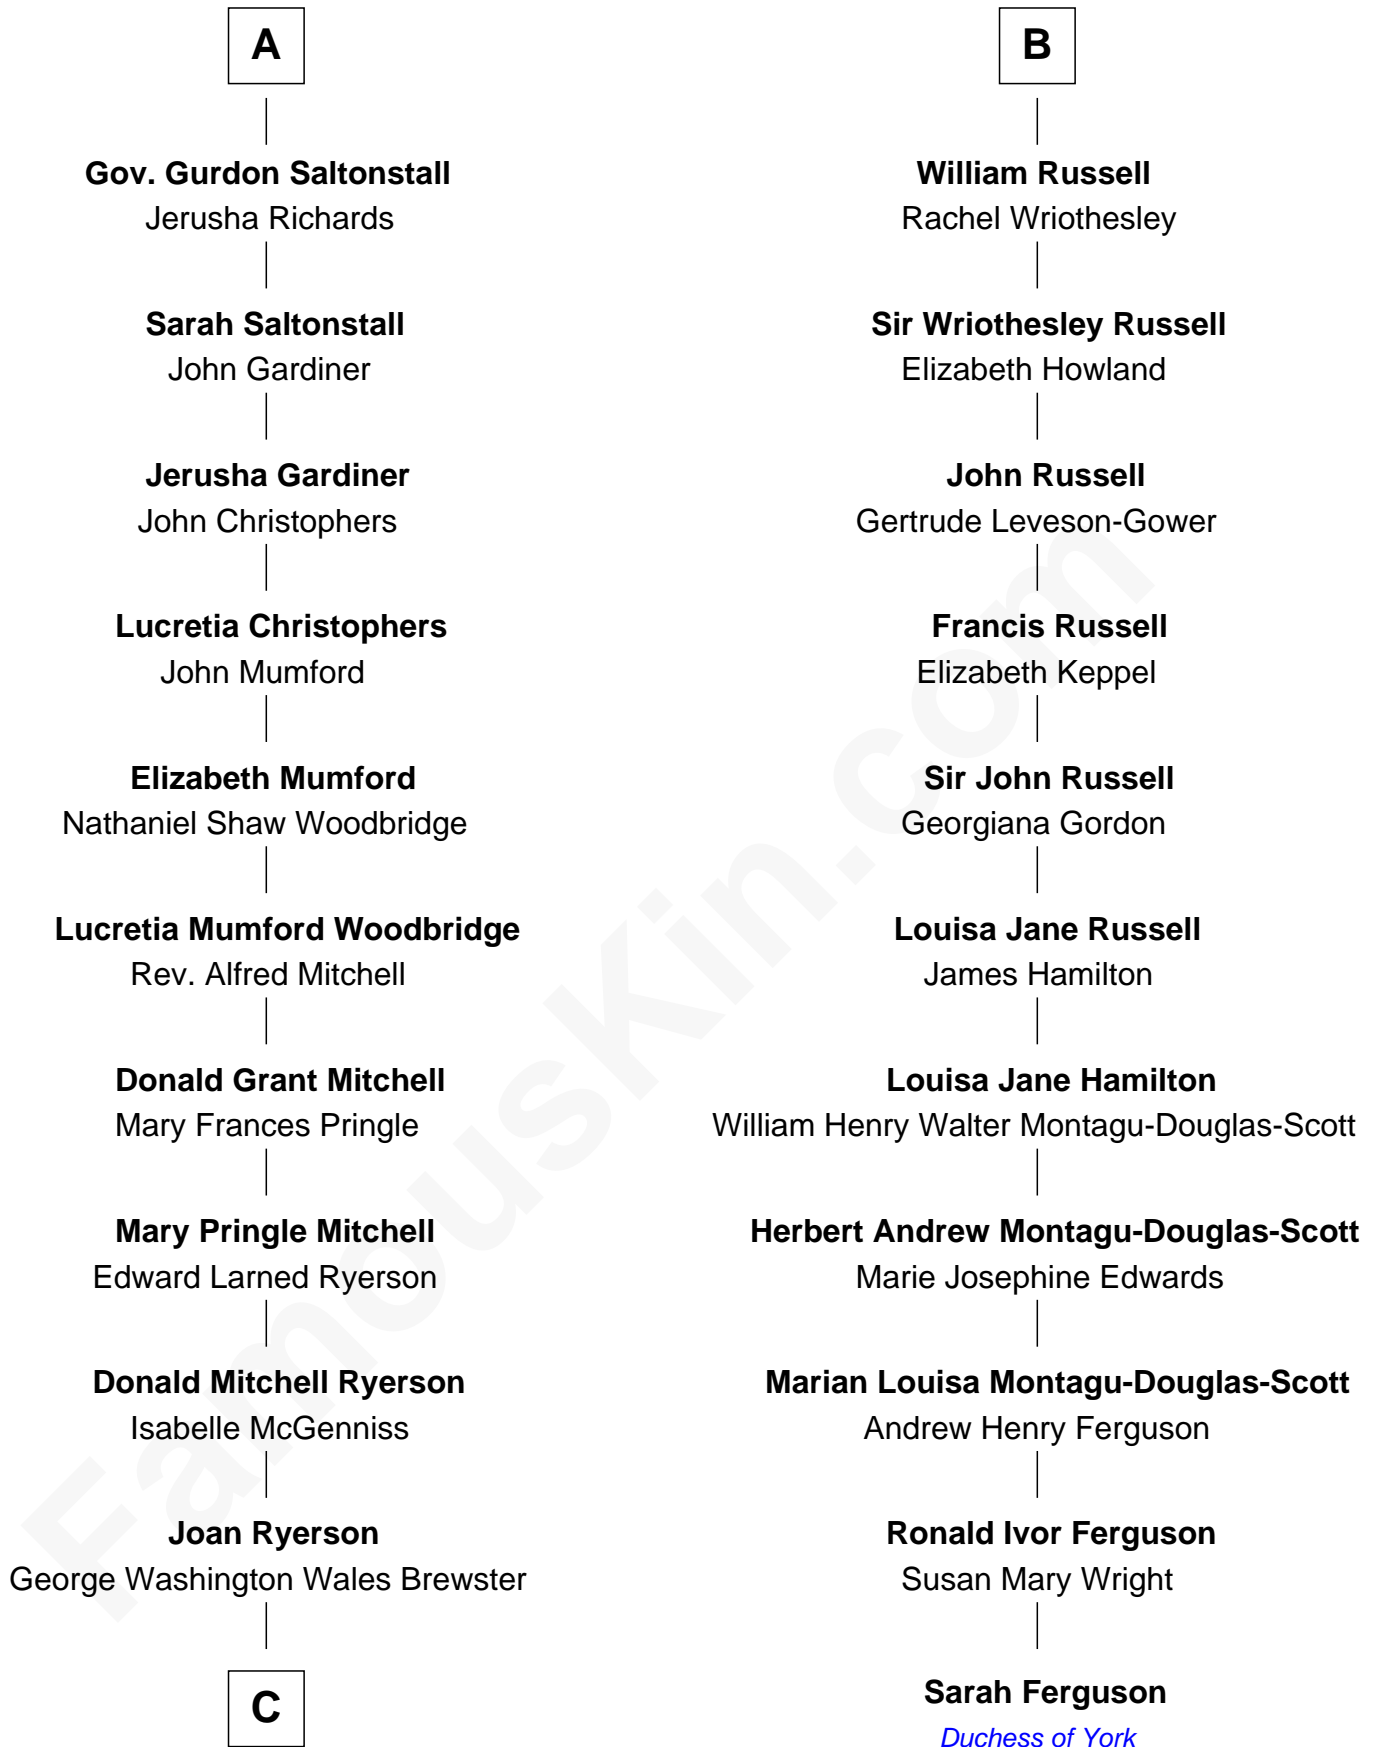 A
Gov. Gurdon Saltonstall
Jerusha Richards
Sarah Saltonstall
John Gardiner
Jerusha Gardiner
John Christophers
Lucretia Christophers
John Mumford
Elizabeth Mumford
Nathaniel Shaw Woodbridge
Lucretia Mumford Woodbridge
Rev. Alfred Mitchell
Donald Grant Mitchell
Mary Frances Pringle
Mary Pringle Mitchell
Edward Larned Ryerson
Donald Mitchell Ryerson
Isabelle McGenniss
Joan Ryerson
George Washington Wales Brewster
C
B
William Russell
Rachel Wriothesley
Sir Wriothesley Russell
Elizabeth Howland
John Russell
Gertrude Leveson-Gower
Francis Russell
Elizabeth Keppel
Sir John Russell
Georgiana Gordon
Louisa Jane Russell
James Hamilton
Louisa Jane Hamilton
William Henry Walter Montagu-Douglas-Scott
Herbert Andrew Montagu-Douglas-Scott
Marie Josephine Edwards
Marian Louisa Montagu-Douglas-Scott
Andrew Henry Ferguson
Ronald Ivor Ferguson
Susan Mary Wright
Sarah Ferguson
Duchess of York
FamousKin.com